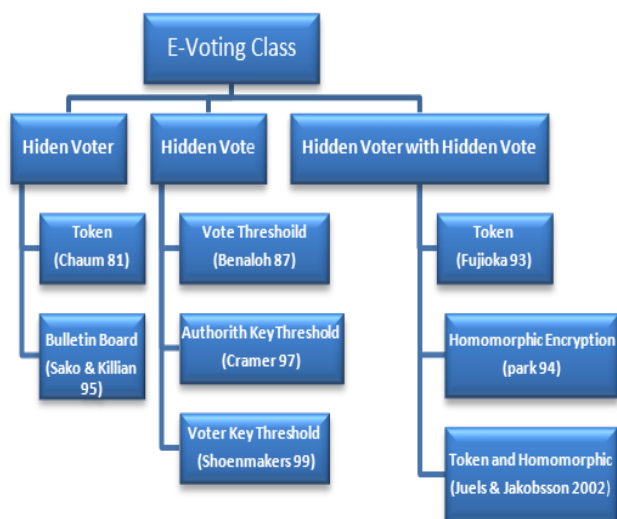 E-Voting Class
Hiden Voter
Hidden Vote
Hidden Voter with Hidden Vote
Token
(Chaum 81)
Bulletin Board
(Sako & Killian
95)
Vote Threshoild
(Benaloh 87)
Authorith Key Threshold
(Cramer 97)
Voter Key Threshold
(Shoenmakers 99)
Token
(Fujioka 93)
Homomorphic Encryption
(park 94)
Token and Homomorphic
(Juels & Jakobsson 2002)